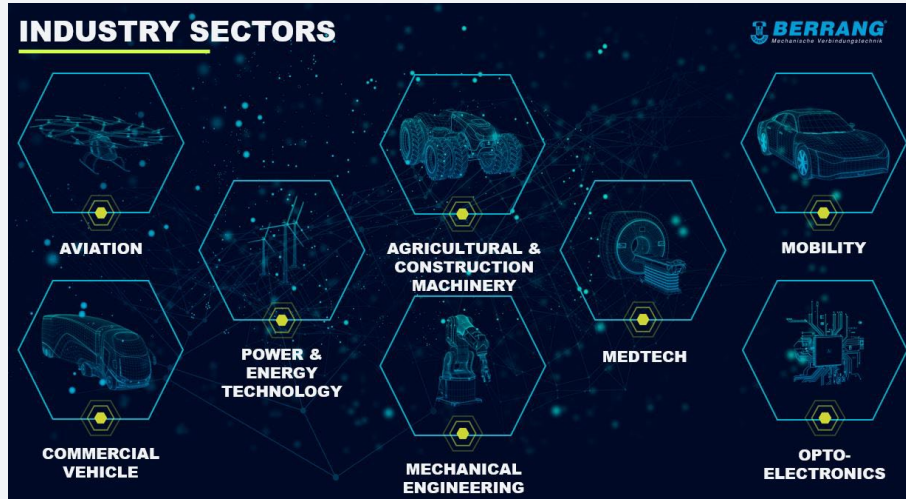 INDUSTRY SECTORS
BERRANG®
Mechanische Verbindungstechnik
AVIATION
AGRICULTURAL &
CONSTRUCTION
MACHINERY
MOBILITY
POWER &
ENERGY
TECHNOLOGY
MEDTECH
COMMERCIAL
VEHICLE
MECHANICAL
ENGINEERING
OPTO-
ELECTRONICS